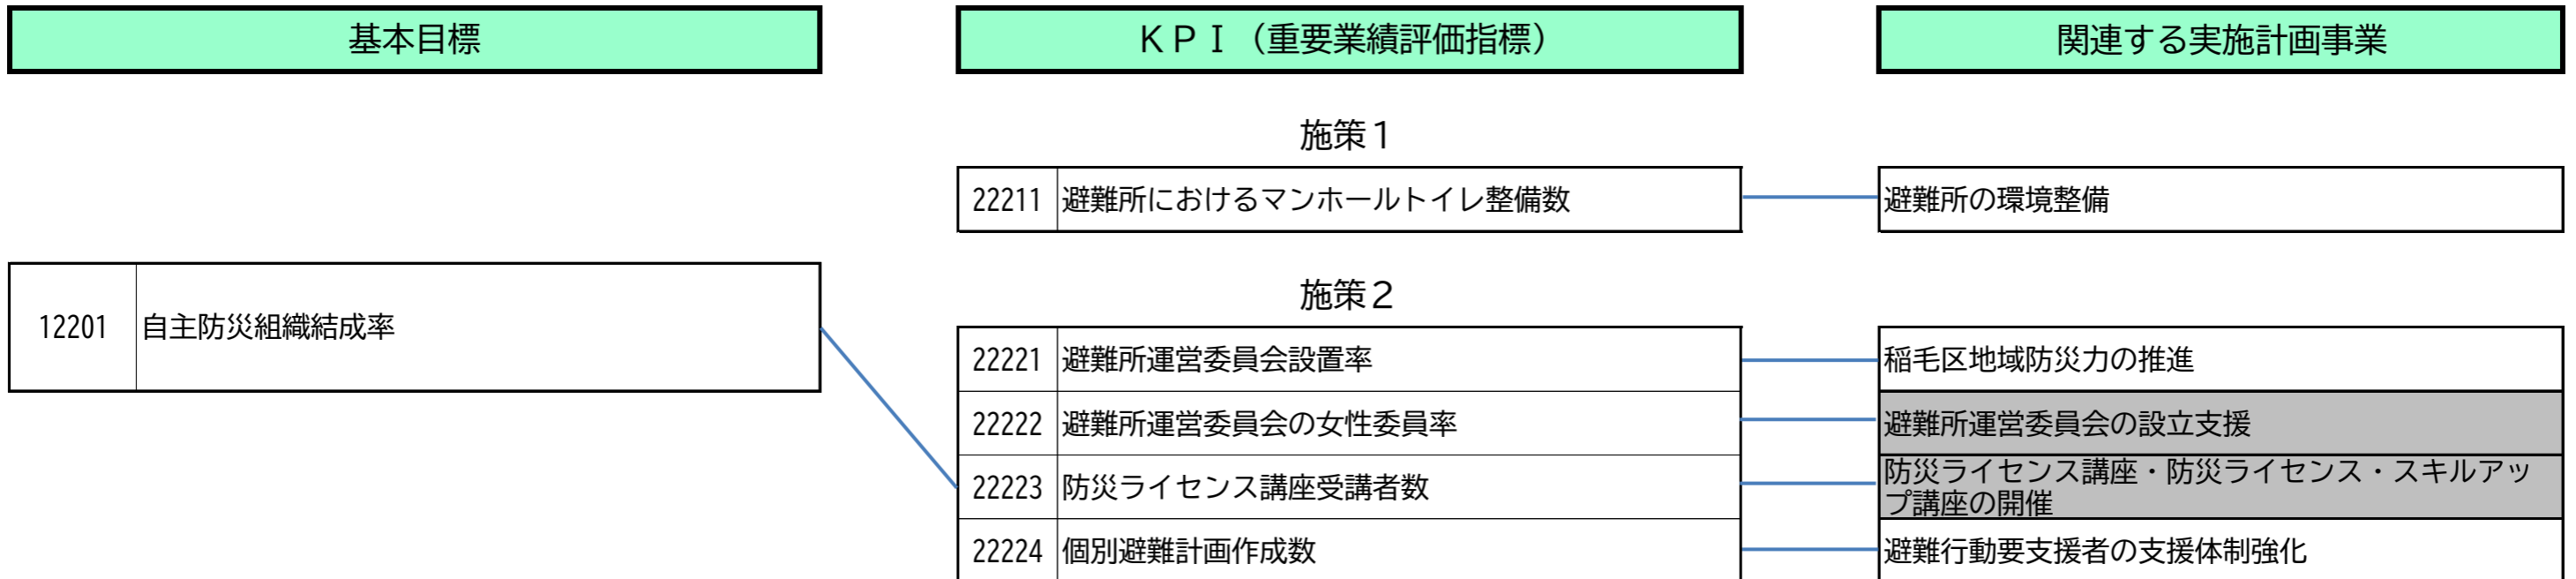 基本目標
ＫＰＩ（重要業績評価指標）
関連する実施計画事業
施策１
22211 避難所におけるマンホールトイレ整備数
避難所の環境整備
施策２
12201 自主防災組織結成率
22221 避難所運営委員会設置率
稲毛区地域防災力の推進
22222 避難所運営委員会の女性委員率
避難所運営委員会の設立支援
22223 防災ライセンス講座受講者数
防災ライセンス講座・防災ライセンス・スキルアッ
プ講座の開催
22224 個別避難計画作成数
避難行動要支援者の支援体制強化